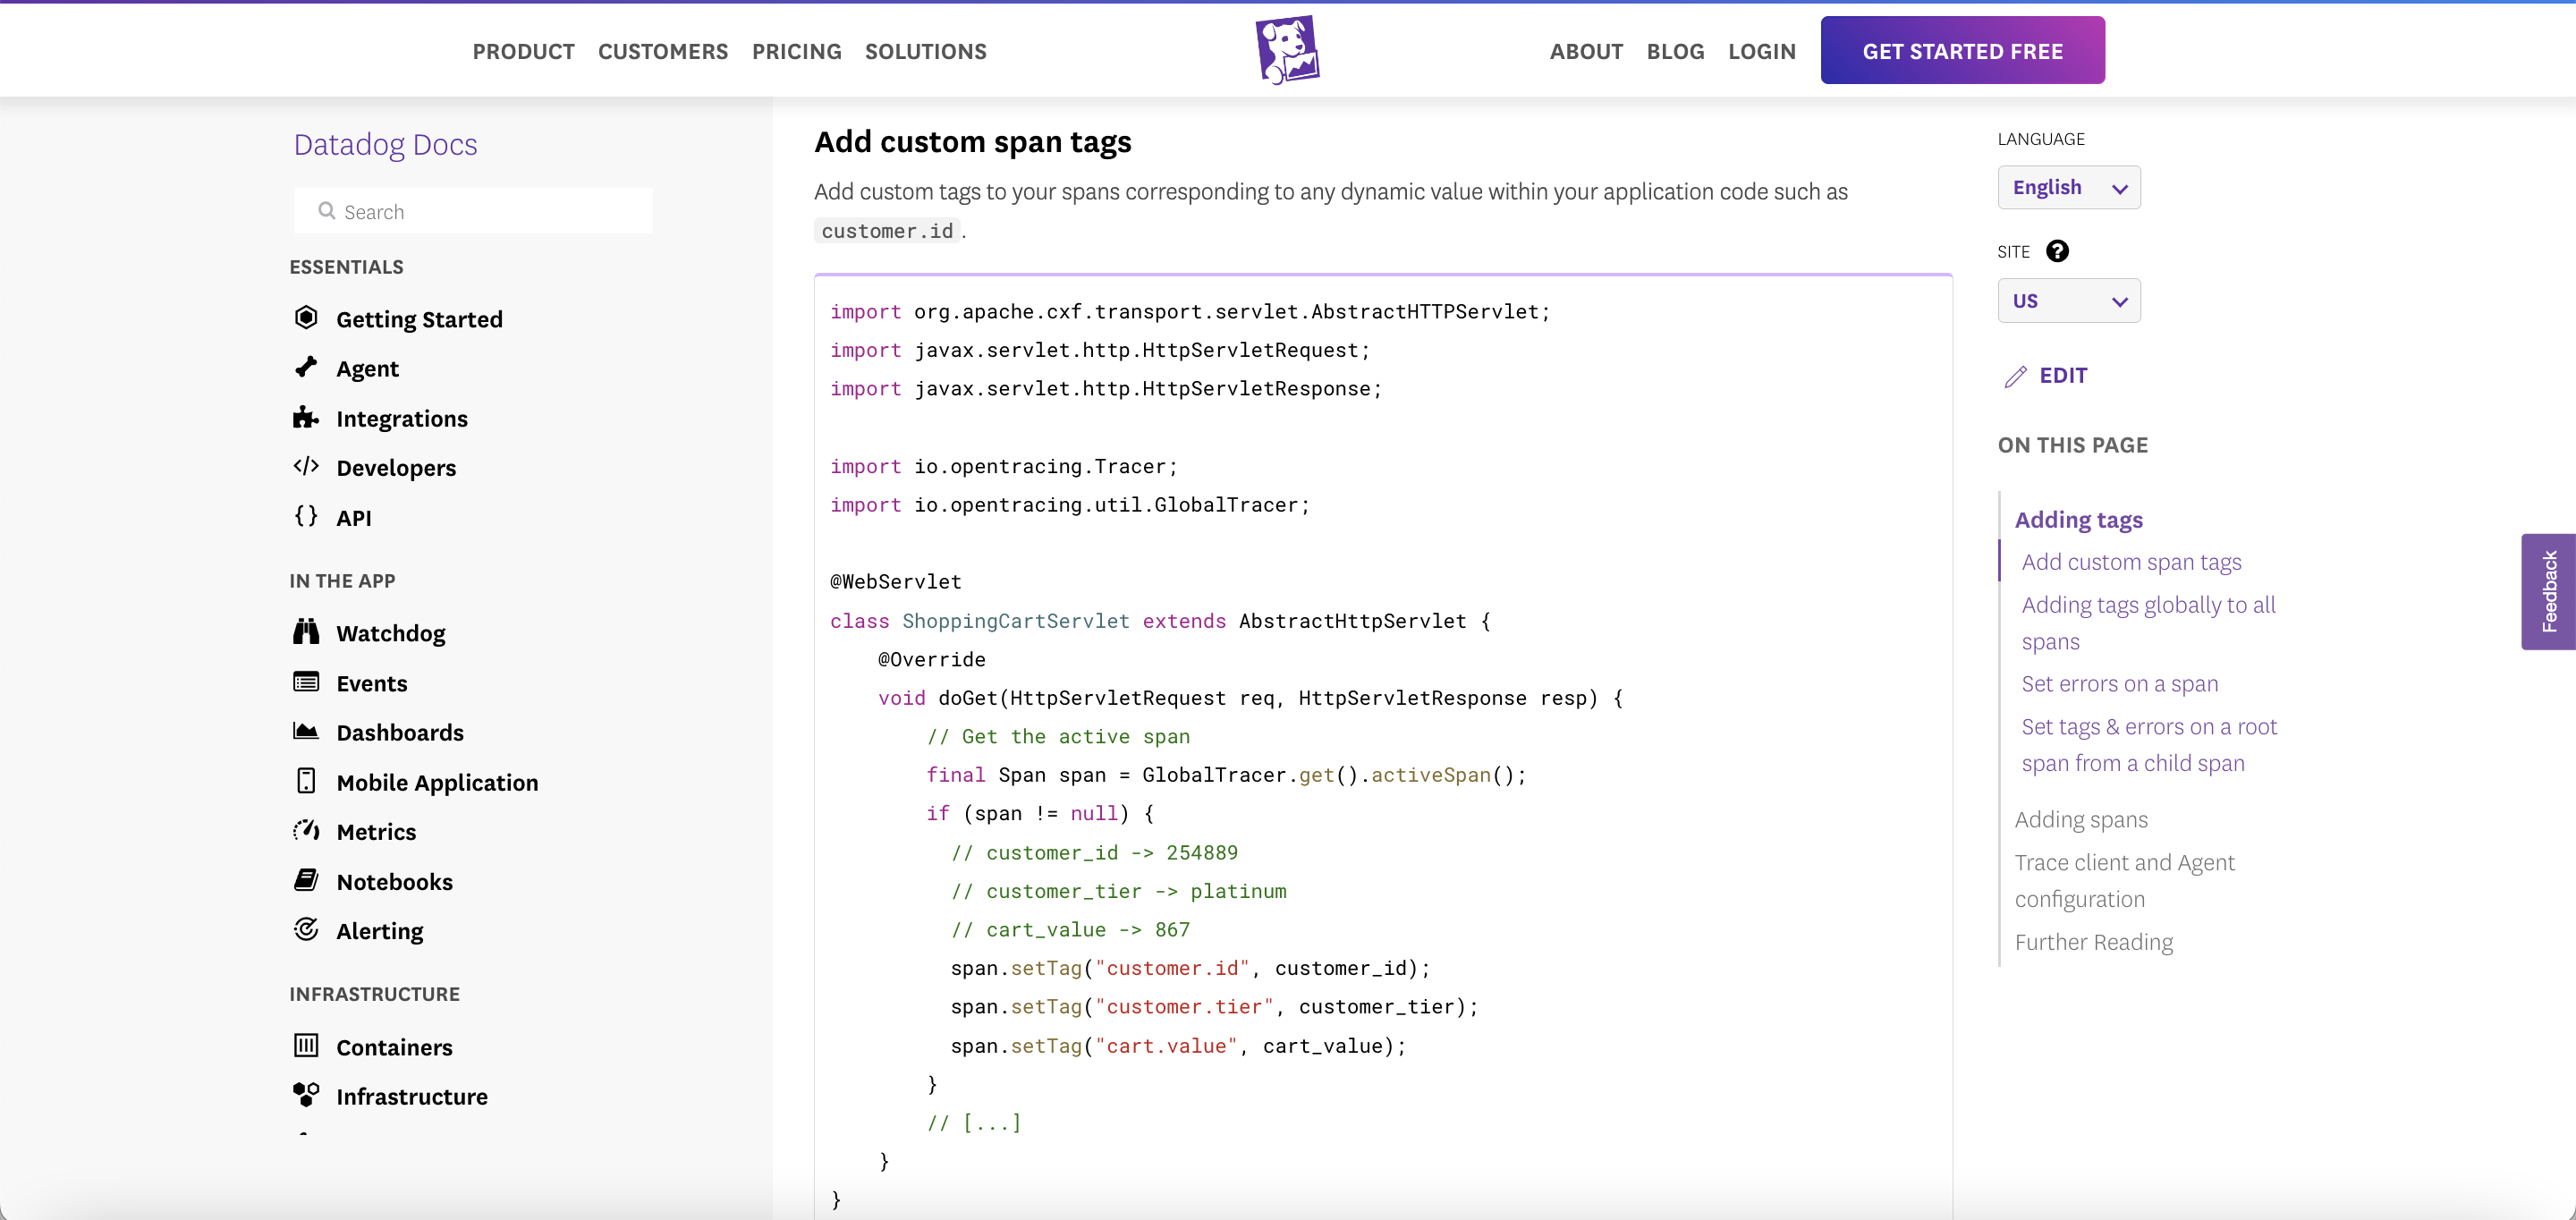 PRODUCT CUSTOMERS PRICING SOLUTIONS
ABOUT BLOG LOGIN GET STARTED FREE
Datadog Docs
Search
ESSENTIALS
Getting Started
Agent
Integrations
Developers
API
IN THE APP
Watchdog
Events
Dashboards
Mobile Application
Metrics
Notebooks
Alerting
INFRASTRUCTURE
Containers
Infrastructure
Add custom span tags
Add custom tags to your spans corresponding to any dynamic value within your application code such as
customer.id .
import org.apache.cxf.transport.servlet.AbstractHTTPServlet;
import javax.servlet.http.HttpServletRequest;
import javax.servlet.http.HttpServletResponse;
import io.opentracing.Tracer;
import io.opentracing.util.GlobalTracer;
@WebServlet
class ShoppingCartServlet extends AbstractHttpServlet {
    @Override
    void doGet(HttpServletRequest req, HttpServletResponse resp) {
        // Get the active span
        final Span span = GlobalTracer.get().activeSpan();
        if (span != null) {
          // customer_id -> 254889
          // customer_tier -> platinum
          // cart_value -> 867
          span.setTag("customer.id", customer_id);
          span.setTag("customer.tier", customer_tier);
          span.setTag("cart.value", cart_value);
        }
        // [...]
    }
}
LANGUAGE
English
SITE ?
US
EDIT
ON THIS PAGE
Adding tags
Add custom span tags
Adding tags globally to all
spans
Set errors on a span
Set tags & errors on a root
span from a child span
Adding spans
Trace client and Agent
configuration
Further Reading
Feedback